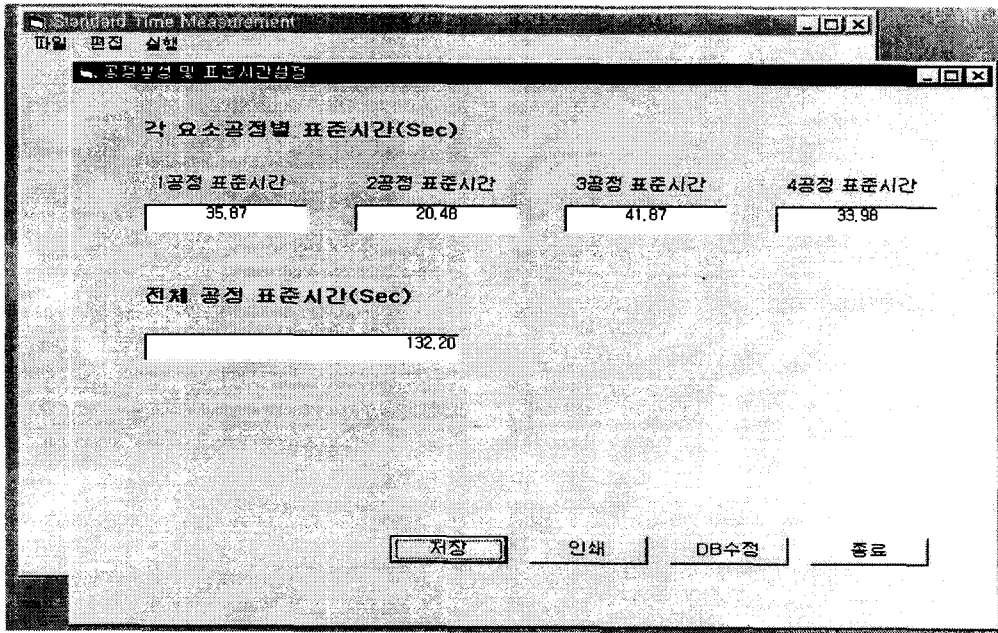 Standard Time Measurement
파일 편집 실행
공정생성 및 표준시간설정
각 요소공정별 표준시간(Sec)
1공정 표준시간 2공정 표준시간 3공정 표준시간 4공정 표준시간
35.87 20.48 41.87 33.98
전체 공정 표준시간(Sec)
132.20
저장 인쇄 DB수정 종료